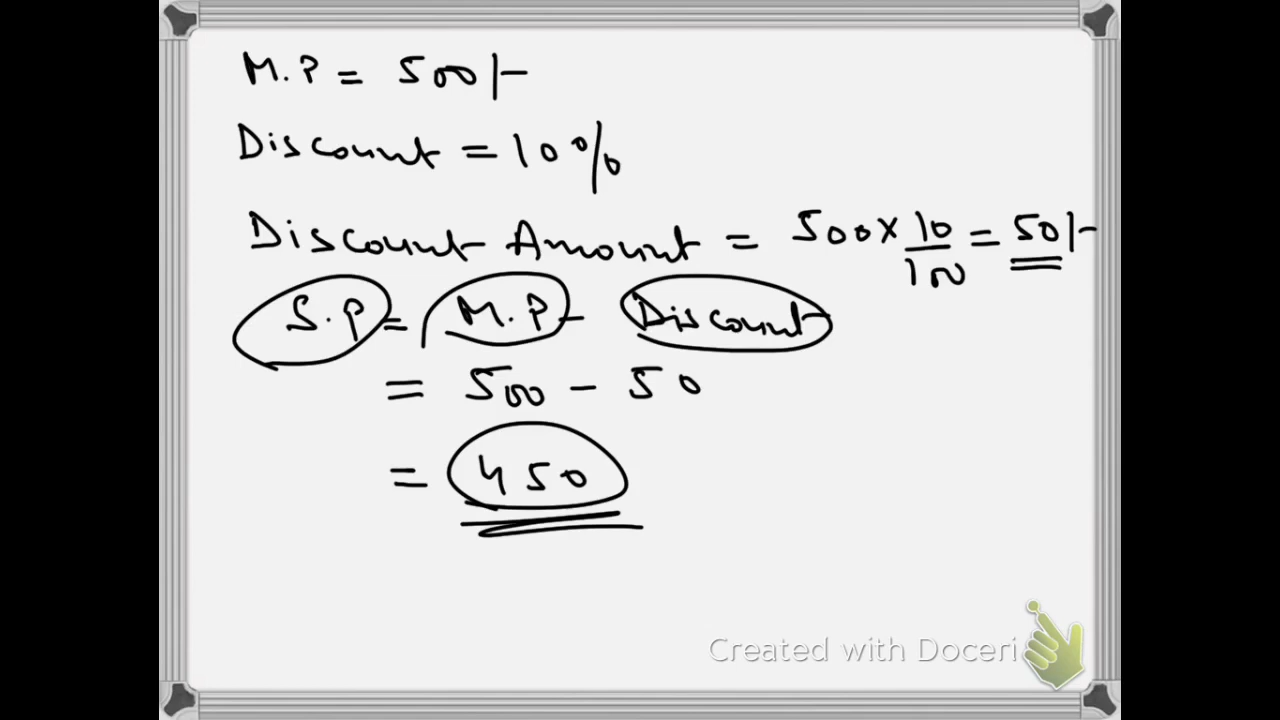 M.P = 500/-
Discount = 10%
Discount Amount = 500 × 10/100 = 50/-
S.P = M.P - Discount
= 500 - 50
= 450
Created with Doceri